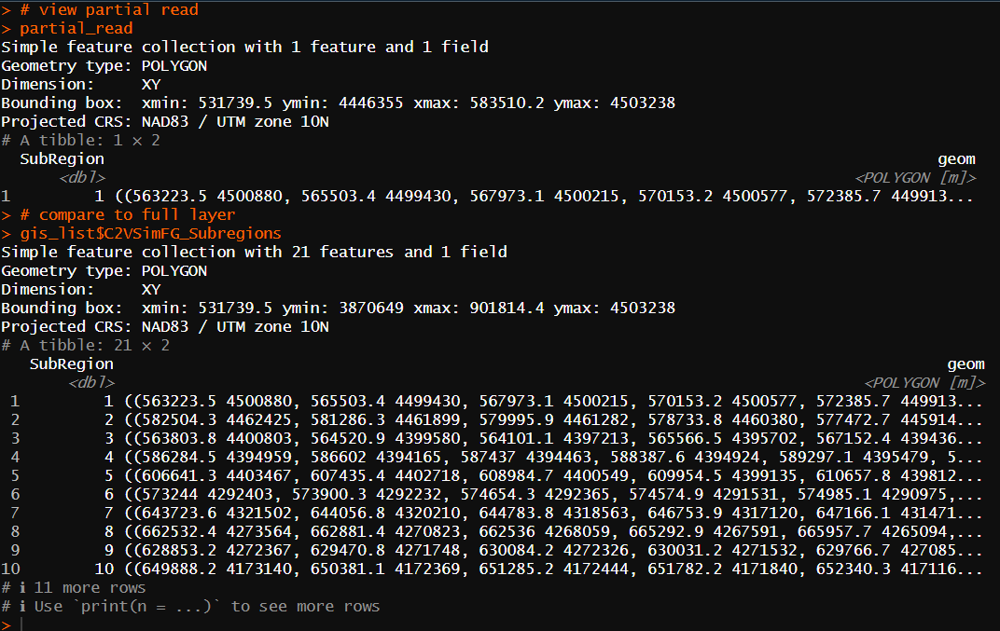 > # view partial read
> partial_read
Simple feature collection with 1 feature and 1 field
Geometry type: POLYGON
Dimension:     XY
Bounding box:  xmin: 531739.5 ymin: 4446355 xmax: 583510.2 ymax: 4503238
Projected CRS: NAD83 / UTM zone 10N
# A tibble: 1 × 2
  SubRegion                                                                                         geom
      <dbl>                                                                                <POLYGON [m]>
1         1 ((563223.5 4500880, 565503.4 4499430, 567973.1 4500215, 570153.2 4500577, 572385.7 449913...
> # compare to full layer
> gis_list$C2VSimFG_Subregions
Simple feature collection with 21 features and 1 field
Geometry type: POLYGON
Dimension:     XY
Bounding box:  xmin: 531739.5 ymin: 3870649 xmax: 901814.4 ymax: 4503238
Projected CRS: NAD83 / UTM zone 10N
# A tibble: 21 × 2
   SubRegion                                                                                         geom
       <dbl>                                                                                <POLYGON [m]>
 1         1 ((563223.5 4500880, 565503.4 4499430, 567973.1 4500215, 570153.2 4500577, 572385.7 449913...
 2         2 ((582504.3 4462425, 581286.3 4461899, 579995.9 4461282, 578733.8 4460380, 577472.7 445914...
 3         3 ((563803.8 4400803, 564520.9 4399580, 564101.1 4397213, 565566.5 4395702, 567152.4 439436...
 4         4 ((586284.5 4394959, 586602 4394165, 587437 4394463, 588387.6 4394924, 589297.1 4395479, 5...
 5         5 ((606641.3 4403467, 607435.4 4402718, 608984.7 4400549, 609954.5 4399135, 610657.8 439812...
 6         6 ((573244 4292403, 573900.3 4292232, 574654.3 4292365, 574574.9 4291531, 574985.1 4290975,...
 7         7 ((643723.6 4321502, 644056.8 4320210, 644783.8 4318563, 646753.9 4317120, 647166.1 431471...
 8         8 ((662532.4 4273564, 662881.4 4270823, 662536 4268059, 665292.9 4267591, 665957.7 4265094,...
 9         9 ((628853.2 4272367, 629470.8 4271748, 630084.2 4272326, 630031.2 4271532, 629766.7 427085...
10        10 ((649888.2 4173140, 650381.1 4172369, 651285.2 4172444, 651782.2 4171840, 652340.3 417116...
# ℹ 11 more rows
# ℹ Use `print(n = ...)` to see more rows
>